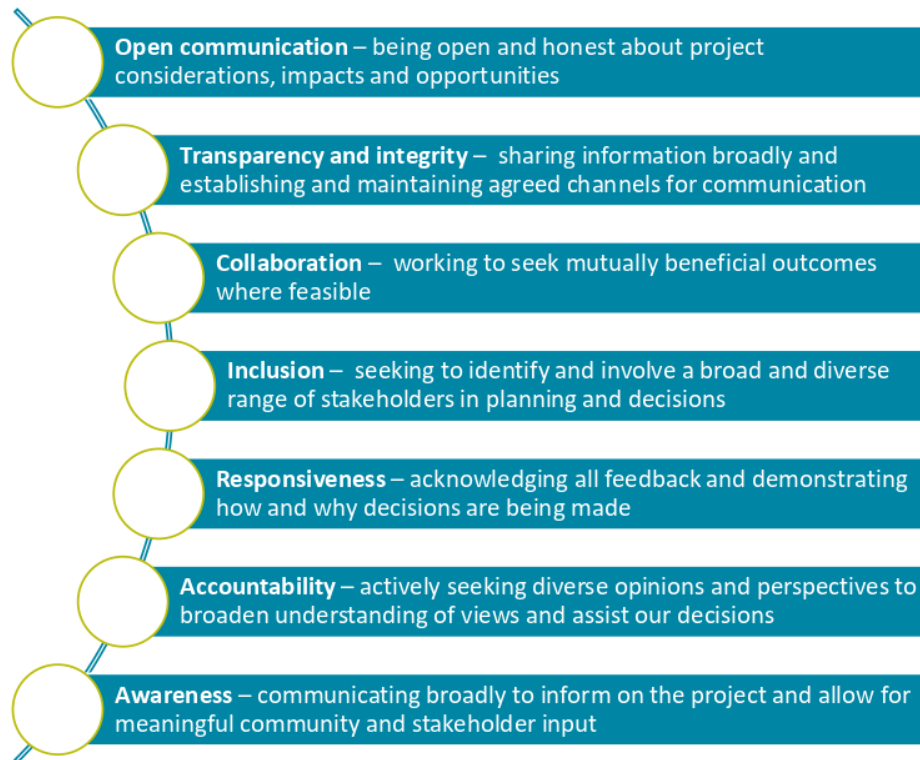 Open communication – being open and honest about project
considerations, impacts and opportunities
Transparency and integrity – sharing information broadly and
establishing and maintaining agreed channels for communication
Collaboration – working to seek mutually beneficial outcomes
where feasible
Inclusion – seeking to identify and involve a broad and diverse
range of stakeholders in planning and decisions
Responsiveness – acknowledging all feedback and demonstrating
how and why decisions are being made
Accountability – actively seeking diverse opinions and perspectives to
broaden understanding of views and assist our decisions
Awareness – communicating broadly to inform on the project and allow for
meaningful community and stakeholder input